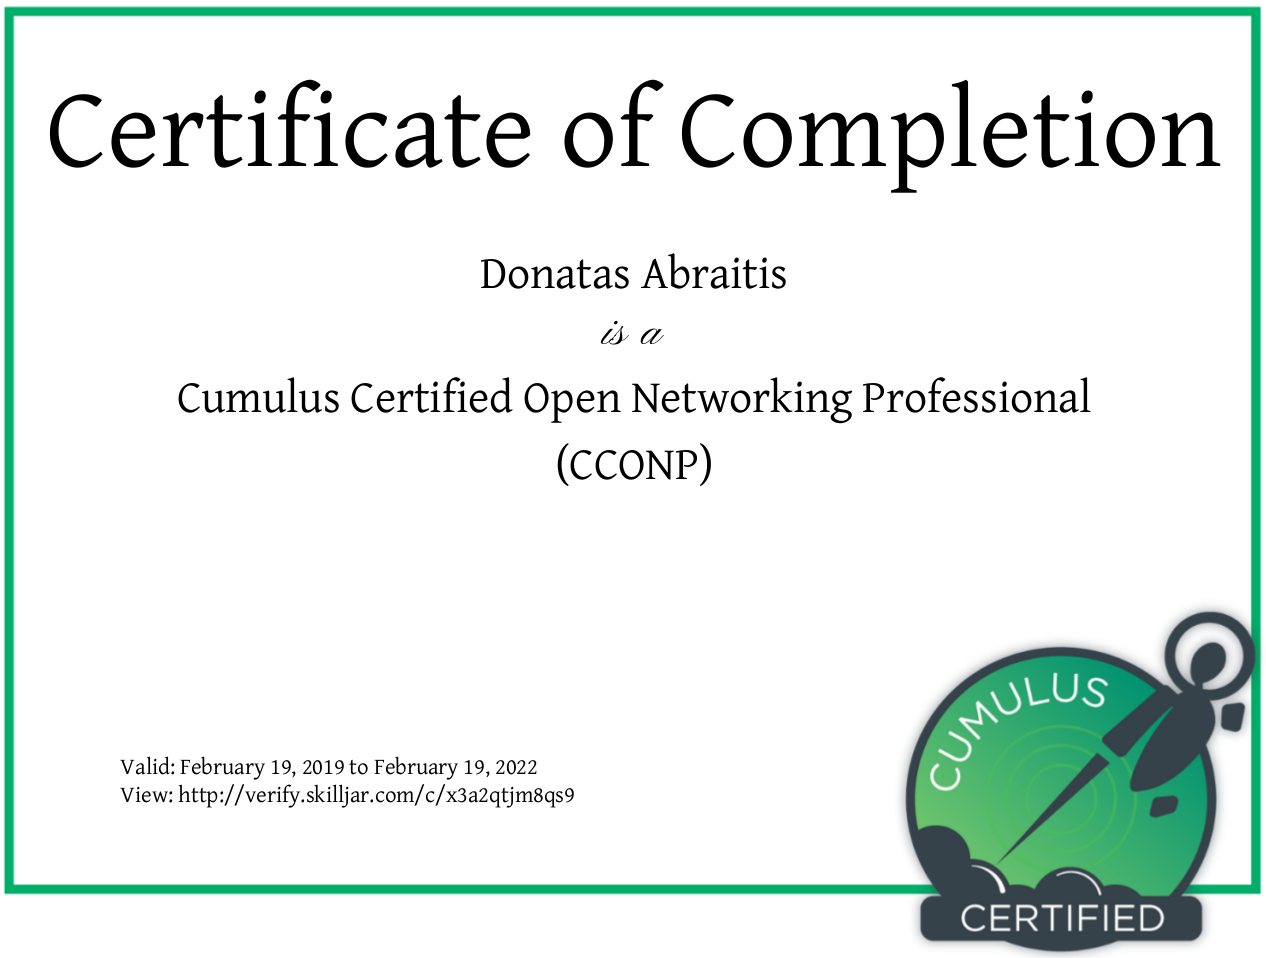 Certificate of Completion
Donatas Abraitis
is a
Cumulus Certified Open Networking Professional
(CCONP)
Valid: February 19, 2019 to February 19, 2022
View: http://verify.skilljar.com/c/x3a2qtjm8qs9
CUMULUS
CERTIFIED